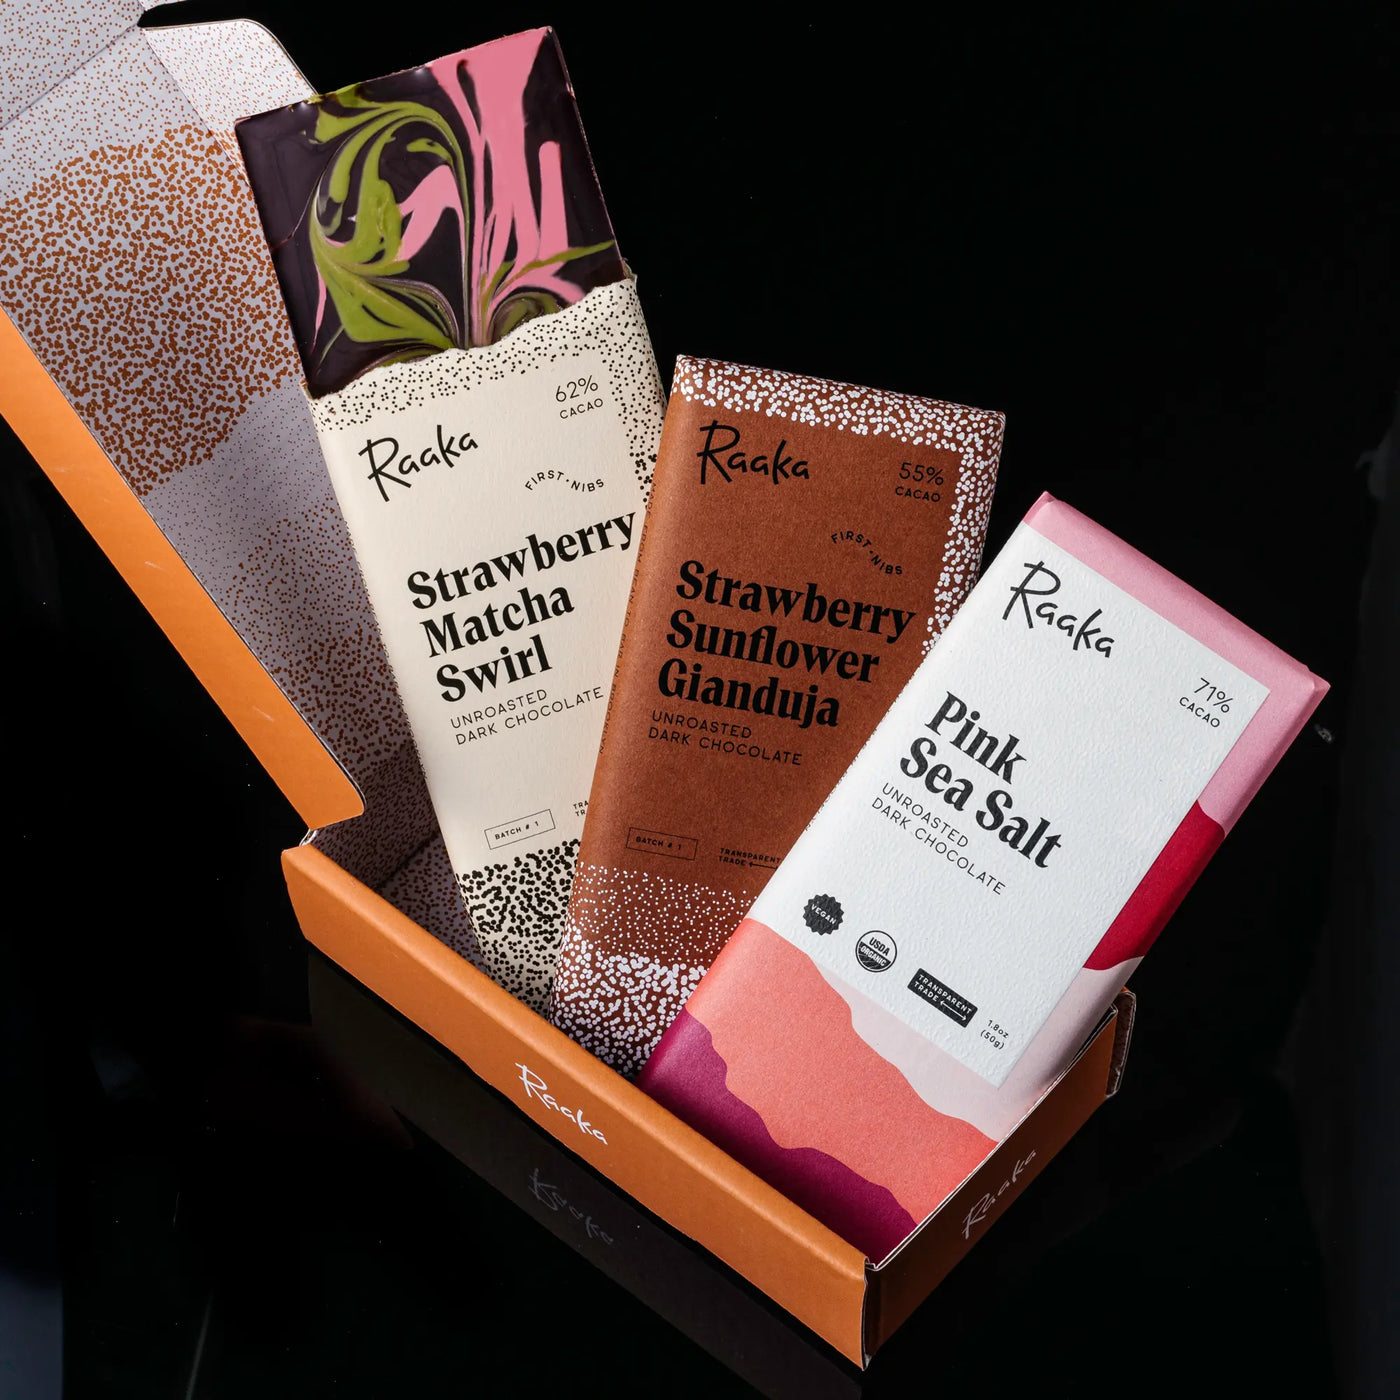 Raaka
62%
CACAO
FIRST-NIBS
Strawberry
Matcha
Swirl
UNROASTED
DARK CHOCOLATE
BATCH # 1
Raaka
55%
CACAO
FIRST-NIBS
Strawberry
Sunflower
Gianduja
UNROASTED
DARK CHOCOLATE
BATCH # 1
TRANSPARENT
TRADE
Raaka
71%
CACAO
Pink
Sea Salt
UNROASTED
DARK CHOCOLATE
VEGAN
USDA
ORGANIC
TRANSPARENT
TRADE
1.8oz
(50g)
Raaka
Raaka